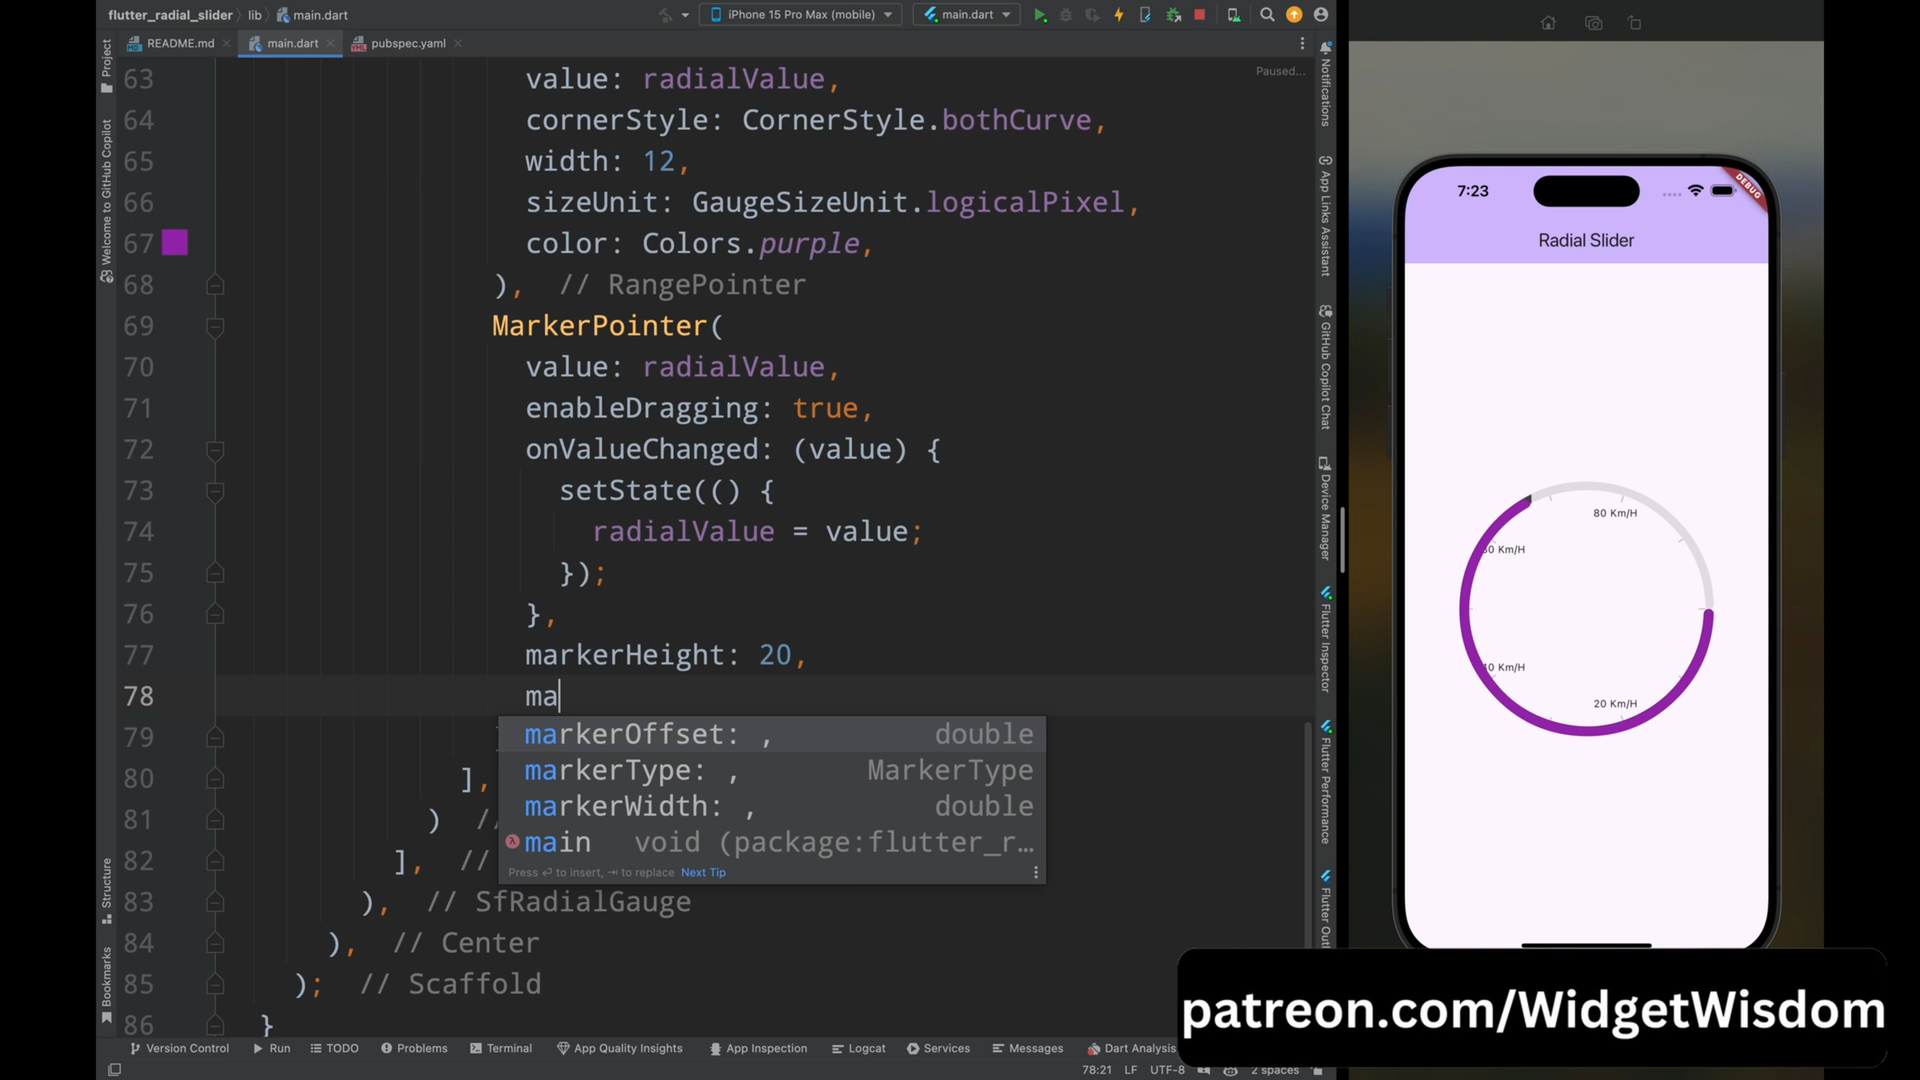 flutter_radial_slider
lib
main.dart
iPhone 15 Pro Max (mobile)
main.dart
README.md
main.dart
pubspec.yaml
Paused...
Project
Welcome to GitHub Copilot
Structure
Bookmarks
63 value: radialValue,
64 cornerStyle: CornerStyle.bothCurve,
65 width: 12,
66 sizeUnit: GaugeSizeUnit.logicalPixel,
67 color: Colors.purple,
68 ), // RangePointer
69 MarkerPointer(
70 value: radialValue,
71 enableDragging: true,
72 onValueChanged: (value) {
73 setState(() {
74 radialValue = value;
75 });
76 },
77 markerHeight: 20,
78 ma
79
80 ],
81 ) //
82 ], //
83 ), // SfRadialGauge
84 ), // Center
85 ); // Scaffold
86 }
markerOffset: , double
markerType: , MarkerType
markerWidth: , double
main void (package:flutter_r...
Press ↵ to insert, ⇥ to replace Next Tip
Notifications
App Links Assistant
GitHub Copilot Chat
Device Manager
Flutter Inspector
Flutter Performance
Flutter Outl
7:23
DEBUG
Radial Slider
80 Km/H
60 Km/H
40 Km/H
20 Km/H
patreon.com/WidgetWisdom
Version Control
Run
TODO
Problems
Terminal
App Quality Insights
App Inspection
Logcat
Services
Messages
Dart Analysis
78:21 LF UTF-8 2 spaces